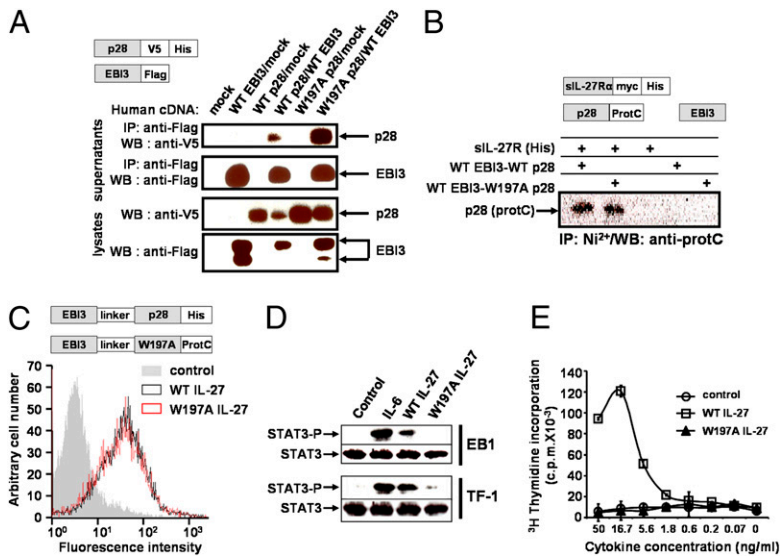 A
p28 V5 His
EBI3 Flag
Human cDNA:
mock
WT EBI3/mock
WT p28/mock
WT p28/WT EBI3
W197A p28/mock
W197A p28/WT EBI3
supernatants
IP: anti-Flag
WB : anti-V5
p28
IP: anti-Flag
WB : anti-Flag
EBI3
lysates
WB : anti-V5
p28
WB : anti-Flag
EBI3
B
sIL-27Rα myc His
p28 ProtC EBI3
sIL-27R (His) + + +
WT EBI3-WT p28 + +
WT EBI3-W197A p28 + +
p28 (protC)
IP: Ni2+/WB: anti-protC
C
EBI3 linker p28 His
EBI3 linker W197A ProtC
Arbitrary cell number
70
60
50
40
30
20
10
0
control
WT IL-27
W197A IL-27
10⁰ 10¹ 10² 10³
Fluorescence intensity
D
Control
IL-6
WT IL-27
W197A IL-27
STAT3-P
STAT3
EB1
STAT3-P
STAT3
TF-1
E
³H Thymidine incorporation
(c.p.m.X10⁻³)
140
120
100
80
60
40
20
0
control
WT IL-27
W197A IL-27
50 16.7 5.6 1.8 0.6 0.2 0.07 0
Cytokine concentration (ng/ml)